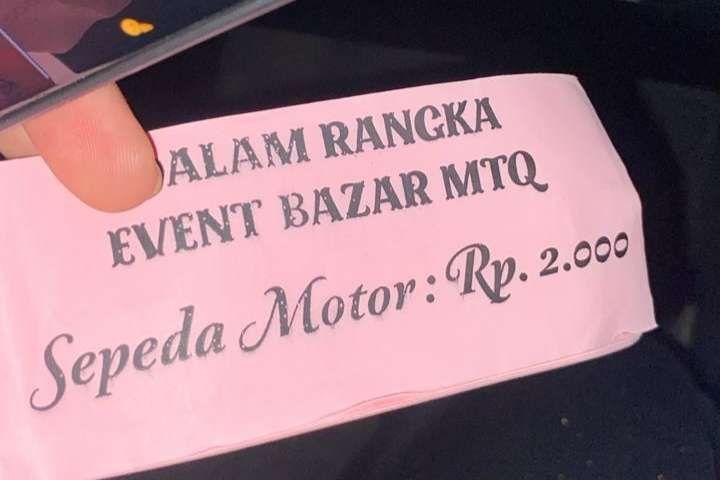 ALAM RANGKA
EVENT BAZAR MTQ
Sepeda Motor : Rp. 2.000